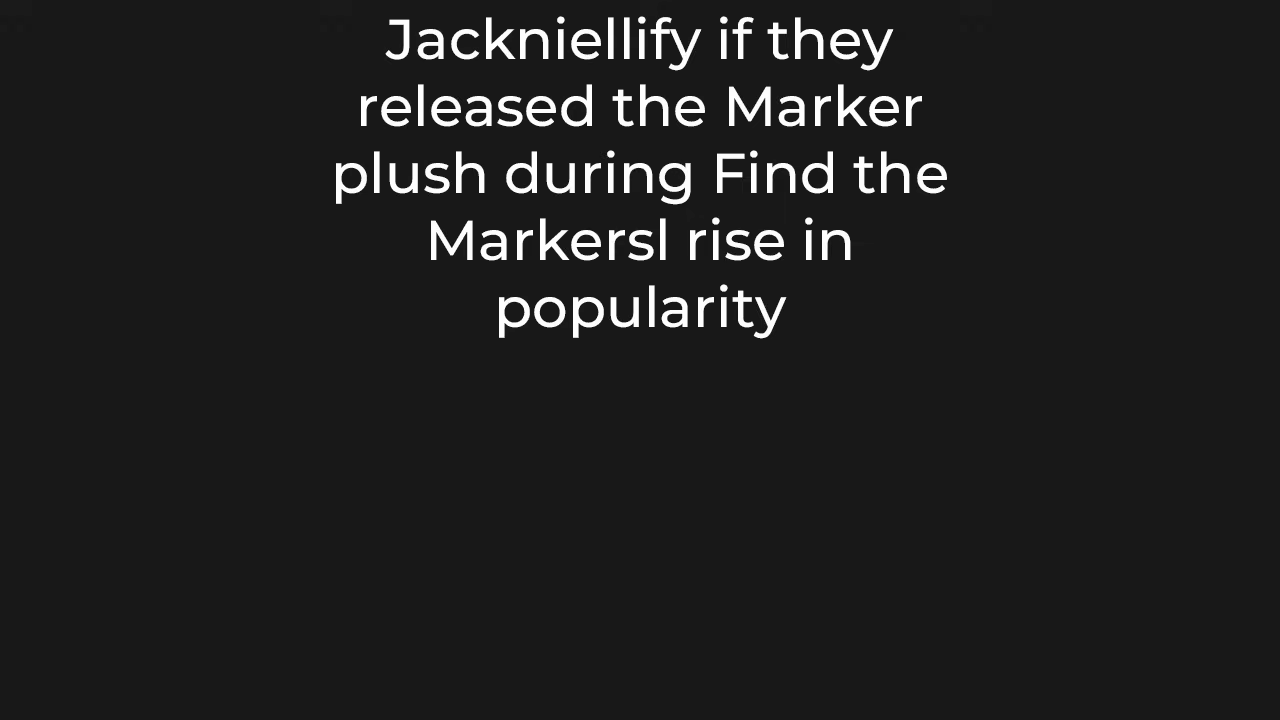 Jackniellify if they
released the Marker
plush during Find the
Markersl rise in
popularity